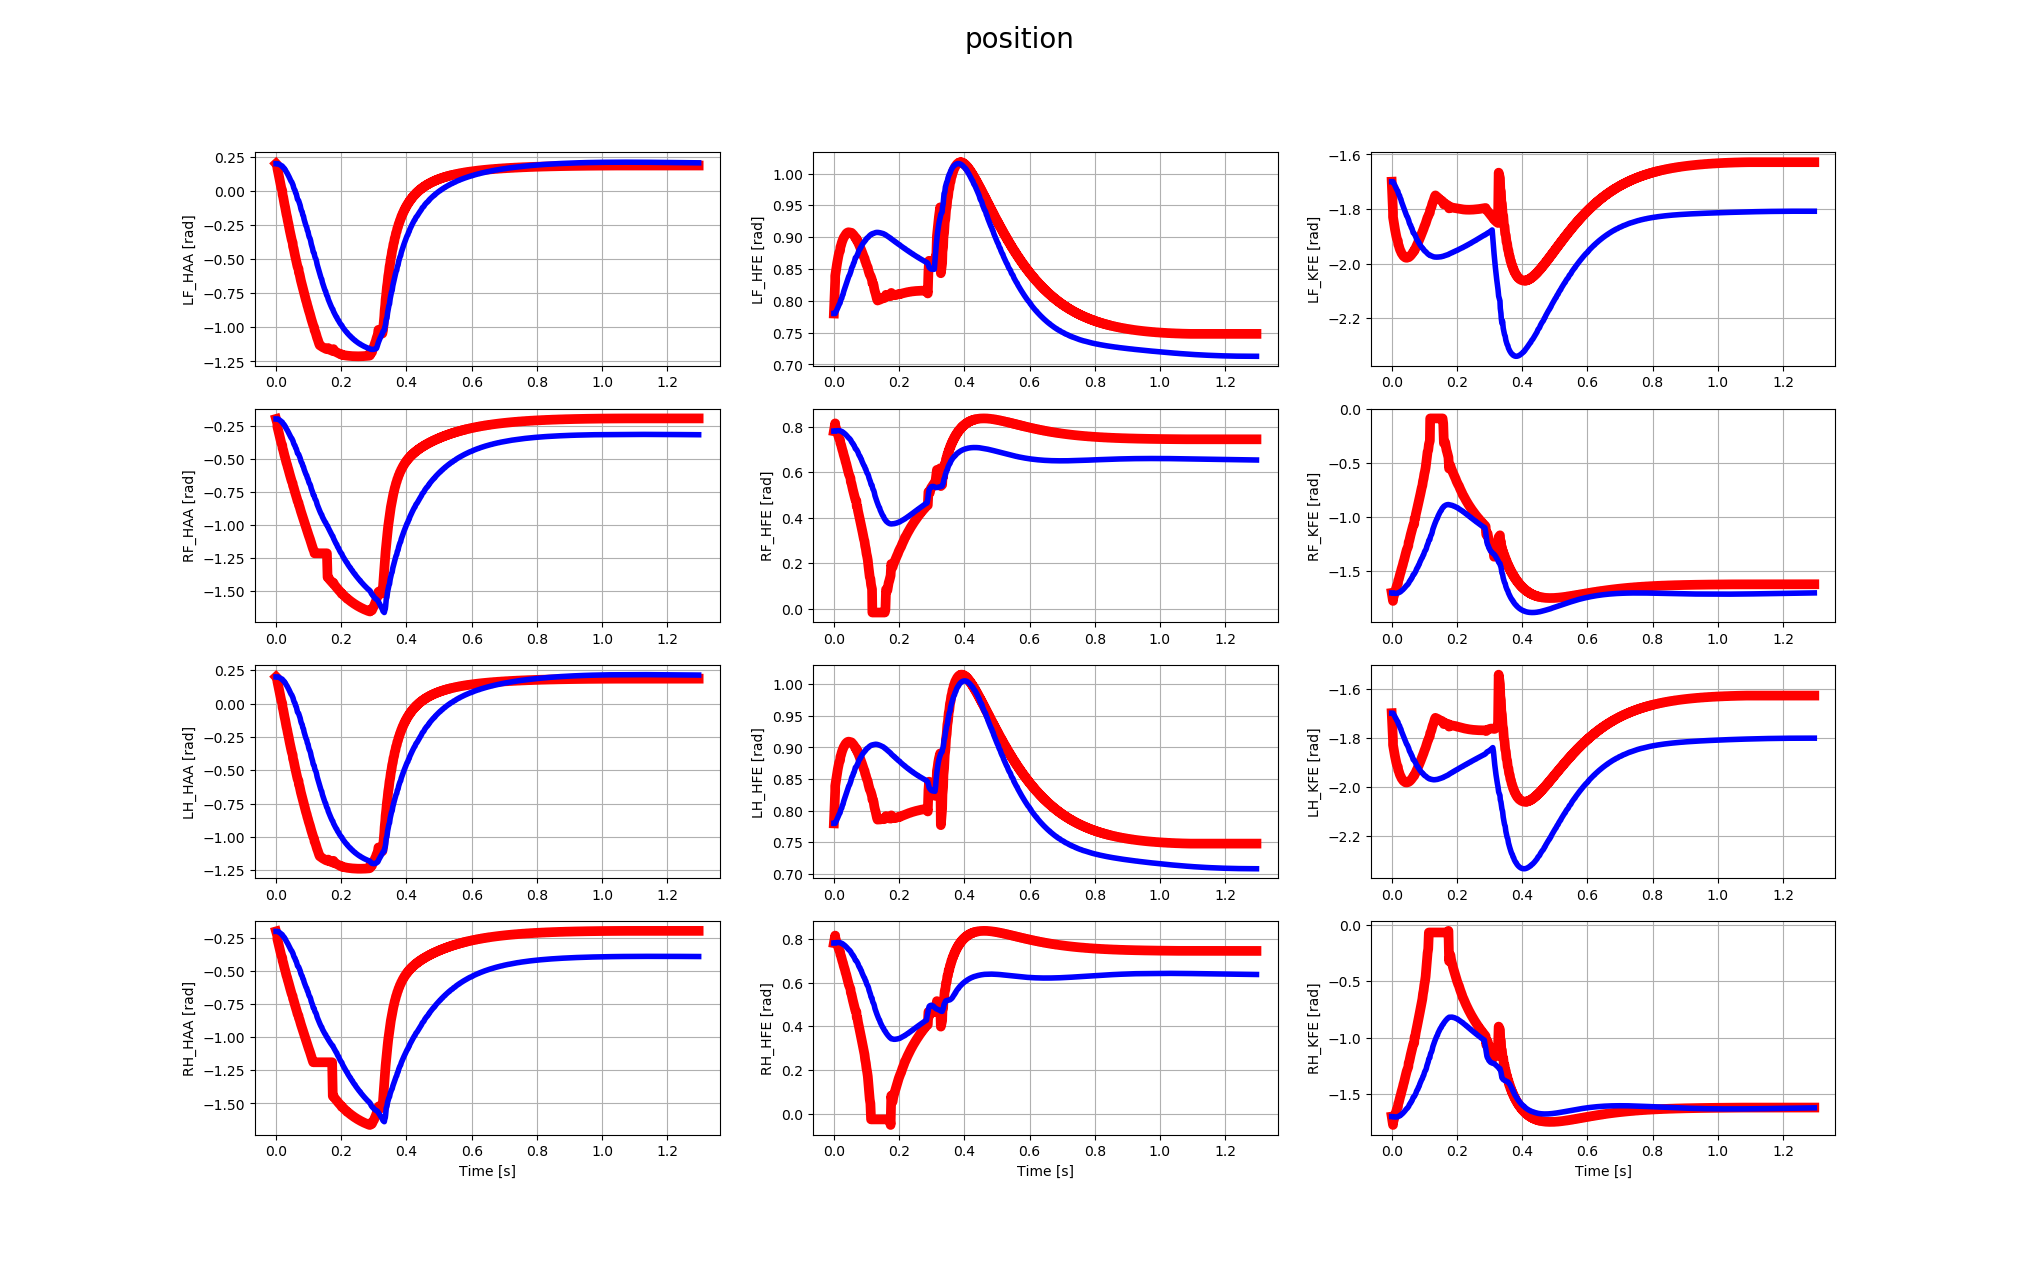 position
LF_HAA [rad]
0.25
0.00
−0.25
−0.50
−0.75
−1.00
−1.25
0.0 0.2 0.4 0.6 0.8 1.0 1.2
LF_HFE [rad]
1.00
0.95
0.90
0.85
0.80
0.75
0.70
0.0 0.2 0.4 0.6 0.8 1.0 1.2
LF_KFE [rad]
−1.6
−1.8
−2.0
−2.2
0.0 0.2 0.4 0.6 0.8 1.0 1.2
RF_HAA [rad]
−0.25
−0.50
−0.75
−1.00
−1.25
−1.50
0.0 0.2 0.4 0.6 0.8 1.0 1.2
RF_HFE [rad]
0.8
0.6
0.4
0.2
0.0
0.0 0.2 0.4 0.6 0.8 1.0 1.2
RF_KFE [rad]
0.0
−0.5
−1.0
−1.5
0.0 0.2 0.4 0.6 0.8 1.0 1.2
LH_HAA [rad]
0.25
0.00
−0.25
−0.50
−0.75
−1.00
−1.25
0.0 0.2 0.4 0.6 0.8 1.0 1.2
LH_HFE [rad]
1.00
0.95
0.90
0.85
0.80
0.75
0.70
0.0 0.2 0.4 0.6 0.8 1.0 1.2
LH_KFE [rad]
−1.6
−1.8
−2.0
−2.2
0.0 0.2 0.4 0.6 0.8 1.0 1.2
RH_HAA [rad]
−0.25
−0.50
−0.75
−1.00
−1.25
−1.50
0.0 0.2 0.4 0.6 0.8 1.0 1.2
Time [s]
RH_HFE [rad]
0.8
0.6
0.4
0.2
0.0
0.0 0.2 0.4 0.6 0.8 1.0 1.2
Time [s]
RH_KFE [rad]
0.0
−0.5
−1.0
−1.5
0.0 0.2 0.4 0.6 0.8 1.0 1.2
Time [s]